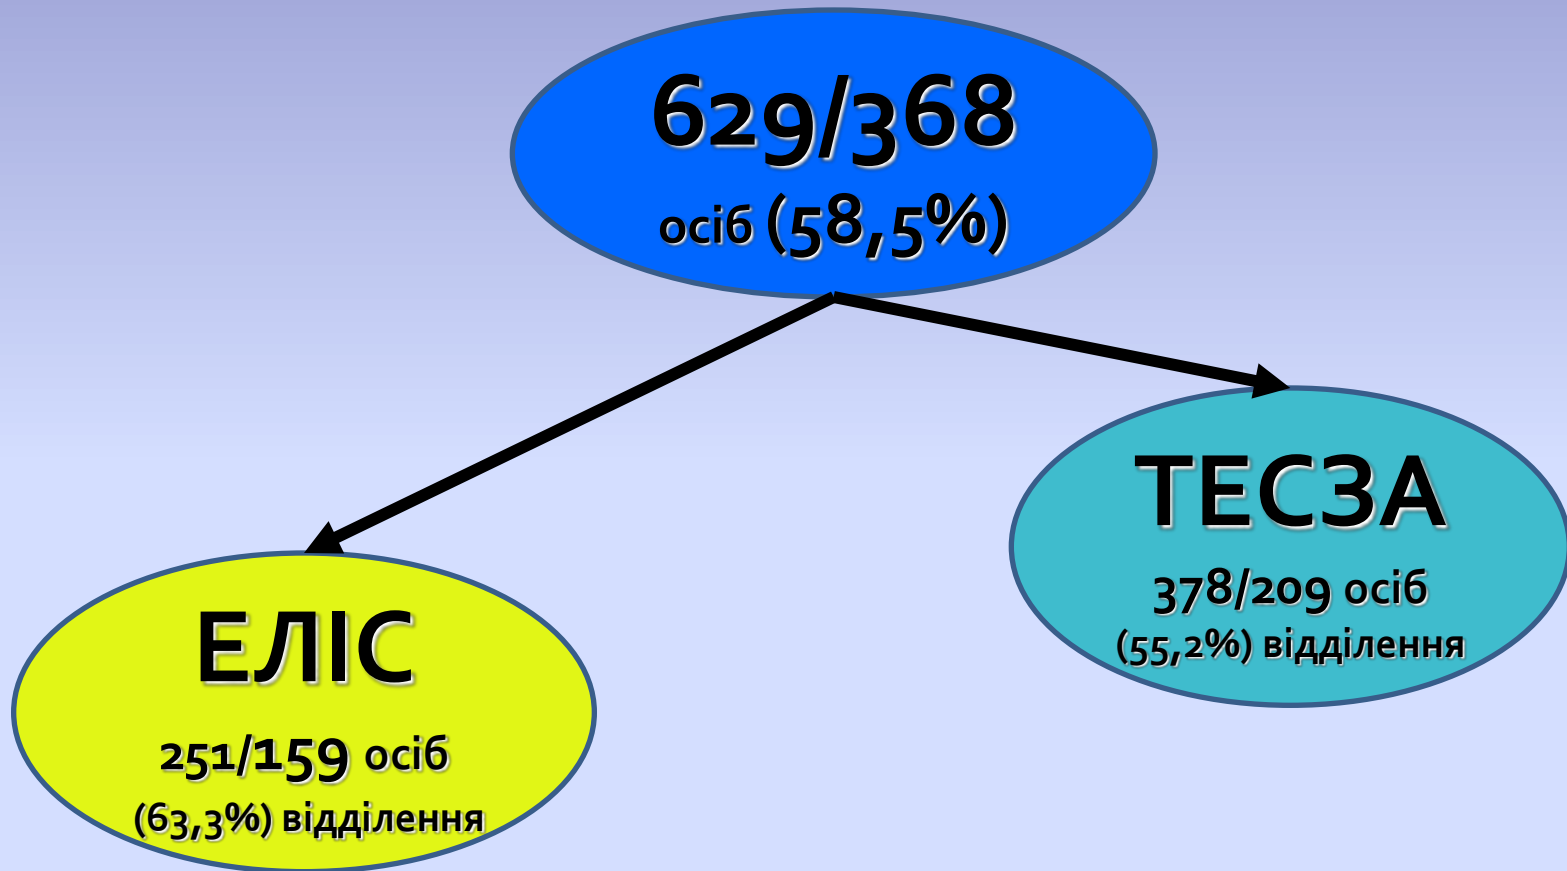 629/368
осіб (58,5%)
ТЕСЗА
378/209 осіб
(55,2%) відділення
ЕЛІС
251/159 осіб
(63,3%) відділення